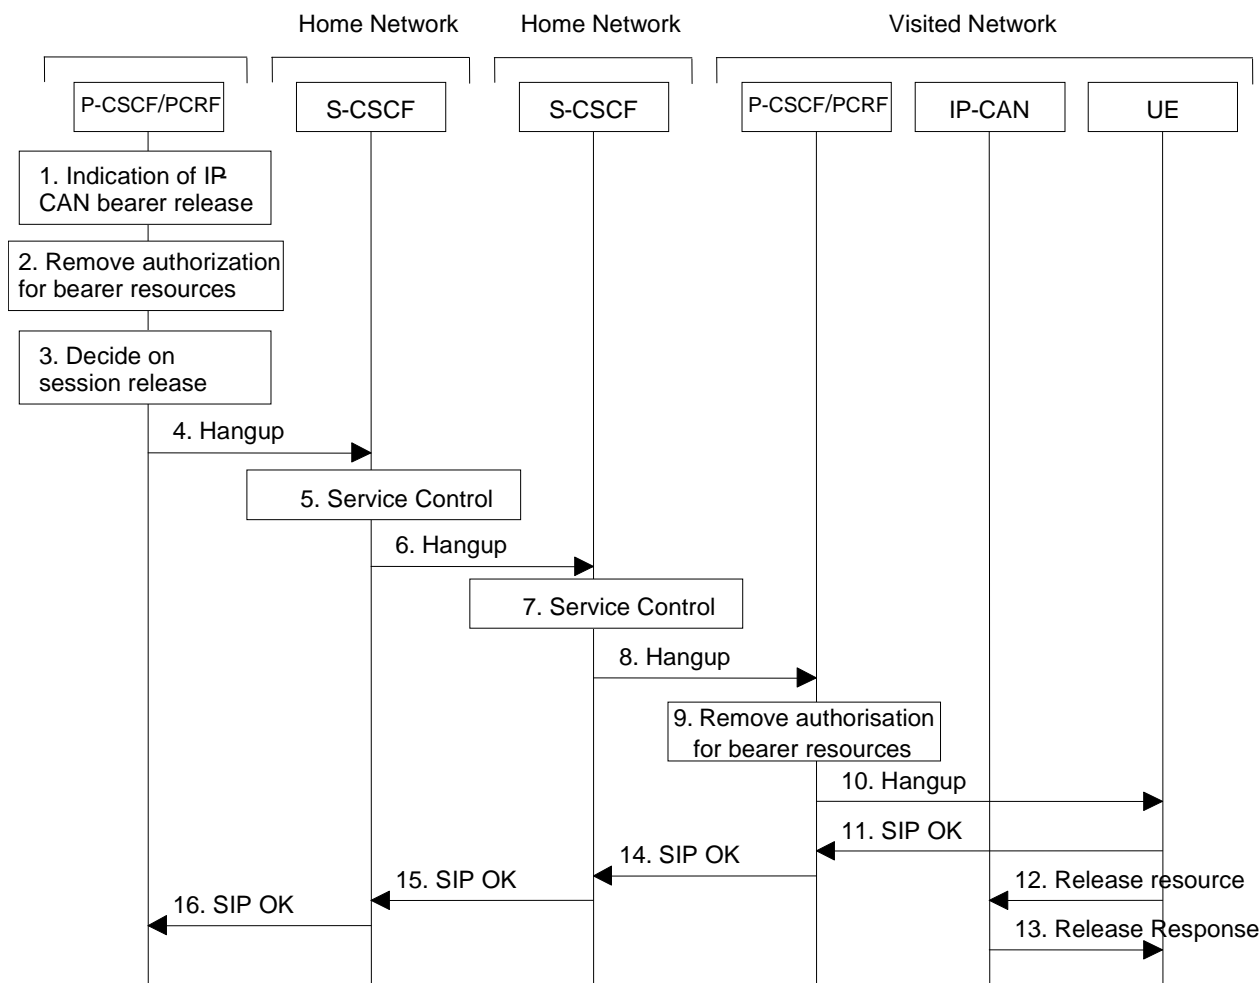 Home Network
Home Network
Visited Network
P-CSCF/PCRF
S-CSCF
S-CSCF
P-CSCF/PCRF
IP-CAN
UE
1. Indication of IP-
CAN bearer release
2. Remove authorization
for bearer resources
3. Decide on
session release
4. Hangup
5. Service Control
6. Hangup
7. Service Control
8. Hangup
9. Remove authorisation
for bearer resources
10. Hangup
11. SIP OK
14. SIP OK
12. Release resource
15. SIP OK
16. SIP OK
13. Release Response